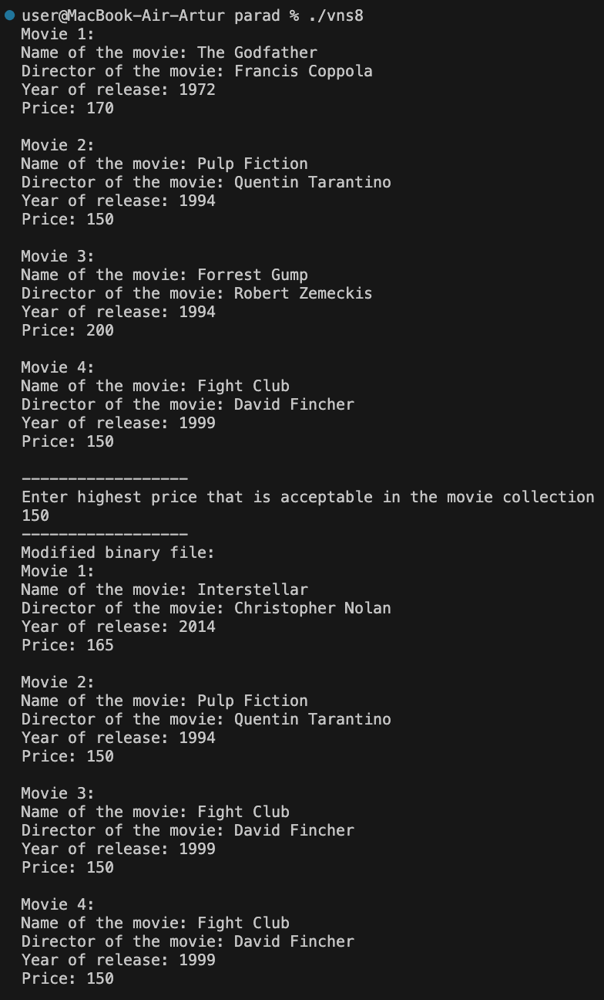 user@MacBook-Air-Artur parad % ./vns8
Movie 1:
Name of the movie: The Godfather
Director of the movie: Francis Coppola
Year of release: 1972
Price: 170
Movie 2:
Name of the movie: Pulp Fiction
Director of the movie: Quentin Tarantino
Year of release: 1994
Price: 150
Movie 3:
Name of the movie: Forrest Gump
Director of the movie: Robert Zemeckis
Year of release: 1994
Price: 200
Movie 4:
Name of the movie: Fight Club
Director of the movie: David Fincher
Year of release: 1999
Price: 150
------------------
Enter highest price that is acceptable in the movie collection
150
------------------
Modified binary file:
Movie 1:
Name of the movie: Interstellar
Director of the movie: Christopher Nolan
Year of release: 2014
Price: 165
Movie 2:
Name of the movie: Pulp Fiction
Director of the movie: Quentin Tarantino
Year of release: 1994
Price: 150
Movie 3:
Name of the movie: Fight Club
Director of the movie: David Fincher
Year of release: 1999
Price: 150
Movie 4:
Name of the movie: Fight Club
Director of the movie: David Fincher
Year of release: 1999
Price: 150